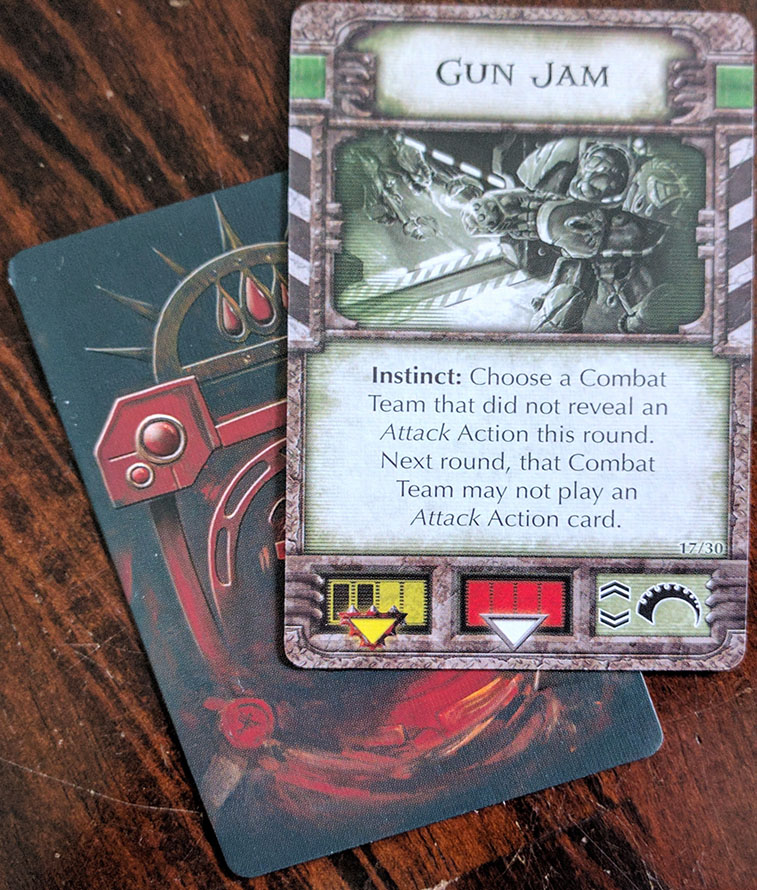 GUN JAM
Instinct: Choose a Combat
Team that did not reveal an
Attack Action this round.
Next round, that Combat
Team may not play an
Attack Action card.
17/30